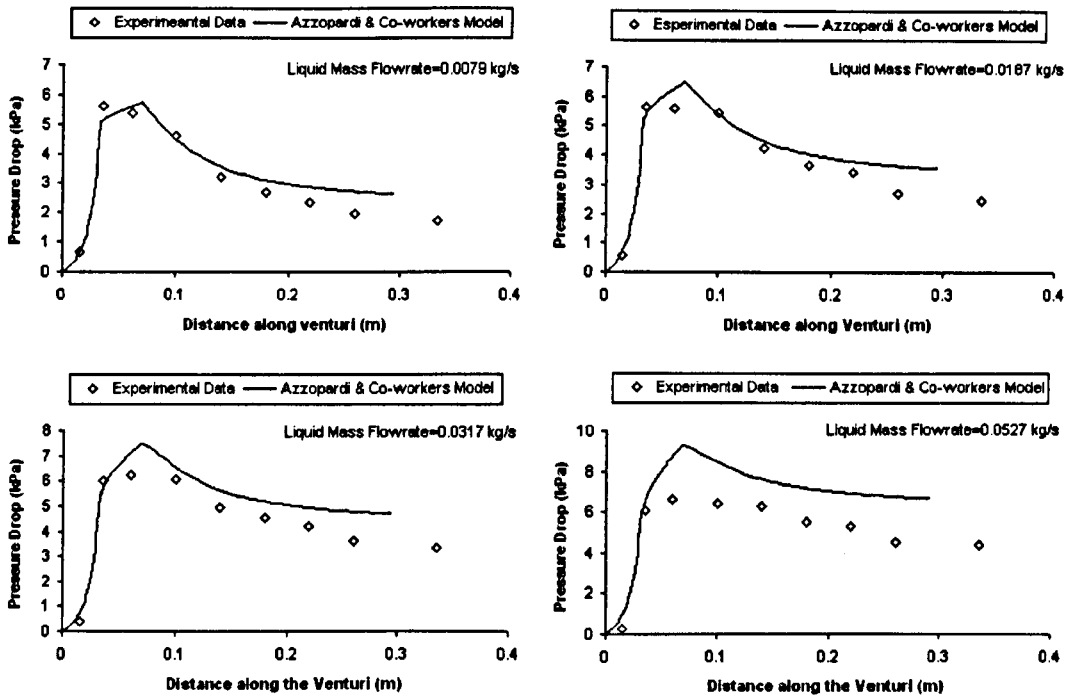 Experimeantal Data Azzopardi & Co-workers Model
Liquid Mass Flowrate=0.0079 kg/s
Pressure Drop (kPa)
7
6
5
4
3
2
1
0
0 0.1 0.2 0.3 0.4
Distance along venturi (m)
Esperimental Data Azzopardi & Co-workers Model
Liquid Mass Flowrate=0.0187 kg/s
Pressure Drop (kPa)
7
6
5
4
3
2
1
0
0 0.1 0.2 0.3 0.4
Distance along Venturi (m)
Experimental Data Azzopardi & Co-workers Model
Liquid Mass Flowrate=0.0317 kg/s
Pressure Drop (kPa)
8
7
6
5
4
3
2
1
0
0 0.1 0.2 0.3 0.4
Distance along the Venturi (m)
Experimental Data Azzopardi & Co-workers Model
Liquid Mass Flowrate=0.0527 kg/s
Pressure Drop (kPa)
10
8
6
4
2
0
0 0.1 0.2 0.3 0.4
Distance along the Venturi (m)